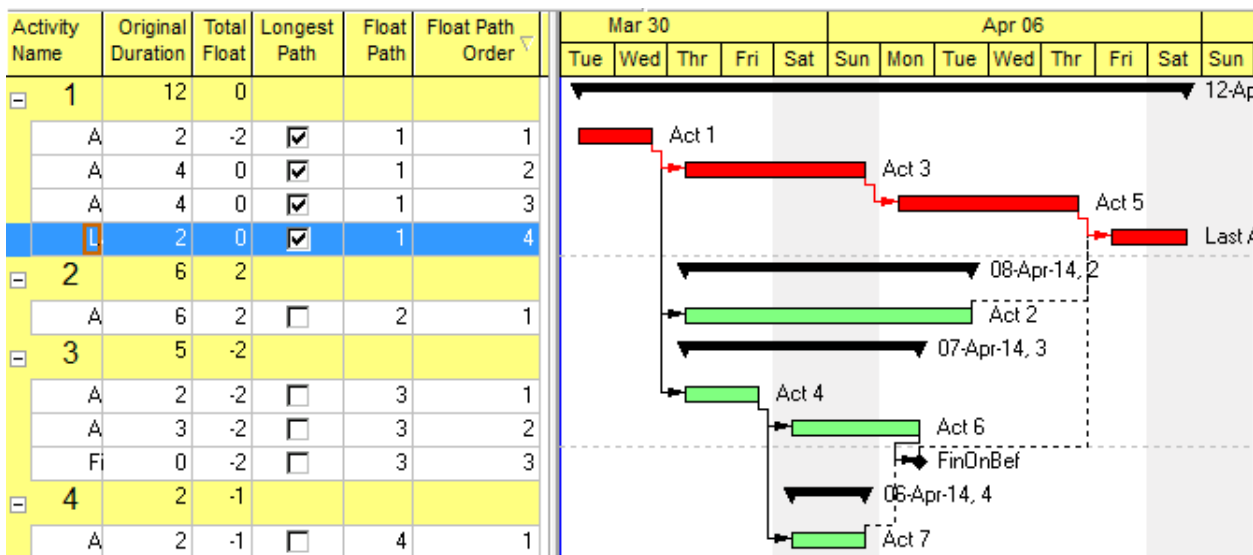 Activity Name Original Duration Total Float Longest Path Float Path Float Path Order Mar 30 Apr 06
Tue Wed Thr Fri Sat Sun Mon Tue Wed Thr Fri Sat Sun
1 12 0 12-Ap
A 2 -2 1 1 Act 1
A 4 0 1 2 Act 3
A 4 0 1 3 Act 5
L 2 0 1 4 Last A
2 6 2 08-Apr-14, 2
A 6 2 2 1 Act 2
3 5 -2 07-Apr-14, 3
A 2 -2 3 1 Act 4
A 3 -2 3 2 Act 6
Fi 0 -2 3 3 FinOnBef
4 2 -1 06-Apr-14, 4
A 2 -1 4 1 Act 7